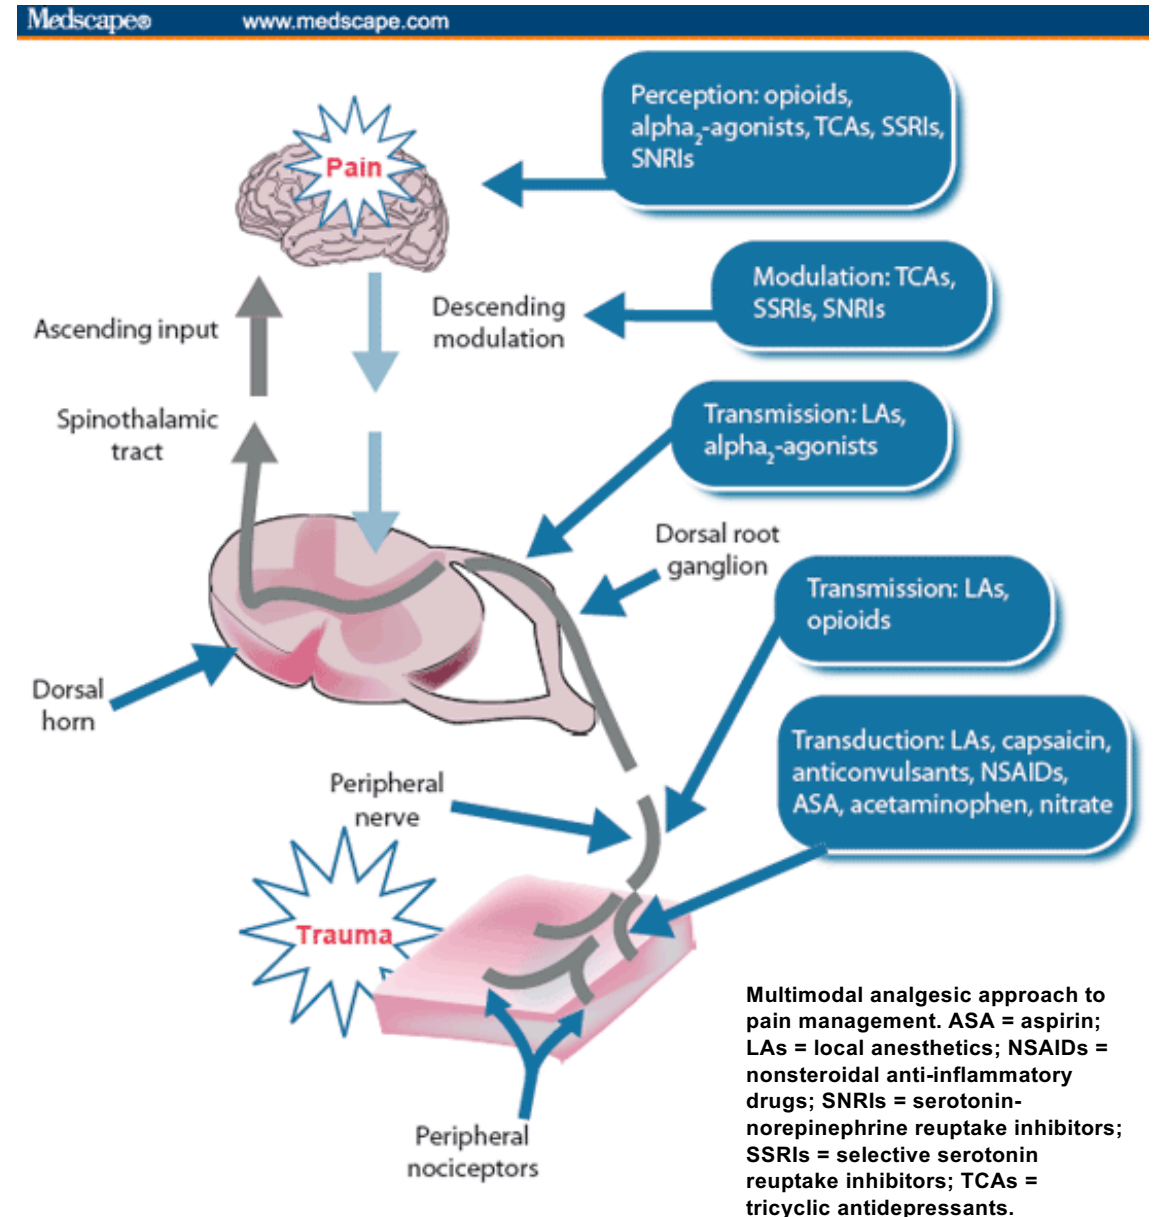 Medscape® www.medscape.com
Perception: opioids,
alpha₂-agonists, TCAs, SSRIs,
SNRIs
Pain
Modulation: TCAs,
SSRIs, SNRIs
Descending
modulation
Ascending input
Transmission: LAs,
alpha₂-agonists
Spinothalamic
tract
Dorsal root
ganglion
Transmission: LAs,
opioids
Dorsal
horn
Transduction: LAs, capsaicin,
anticonvulsants, NSAIDs,
ASA, acetaminophen, nitrate
Peripheral
nerve
Trauma
Peripheral
nociceptors
Multimodal analgesic approach to
pain management. ASA = aspirin;
LAs = local anesthetics; NSAIDs =
nonsteroidal anti-inflammatory
drugs; SNRIs = serotonin-
norepinephrine reuptake inhibitors;
SSRIs = selective serotonin
reuptake inhibitors; TCAs =
tricyclic antidepressants.